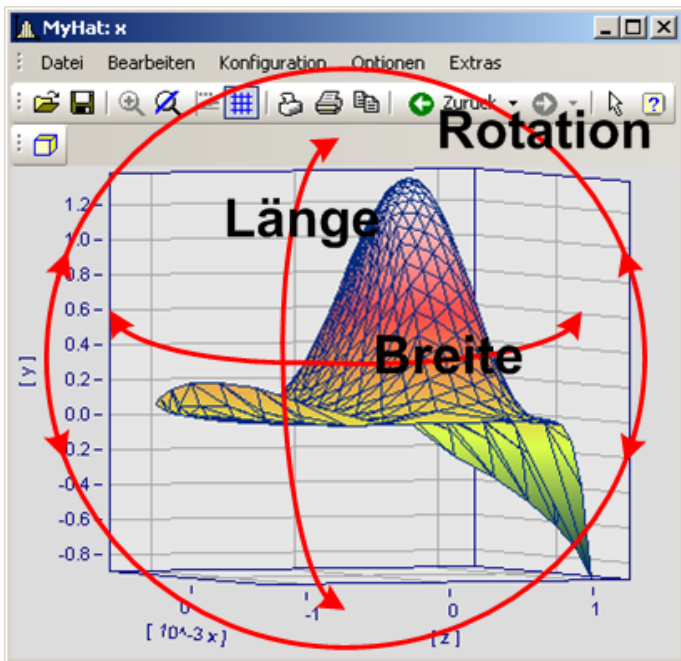 MyHat: x
Datei Bearbeiten Konfiguration Optionen Extras
Zurück
Rotation
Länge
Breite
1.2
1.0
0.8
0.6
0.4
0.2
0.0
-0.2
-0.4
-0.6
-0.8
[ y ]
0 -1 0 1
[ 10^-3 x ] [ z ]